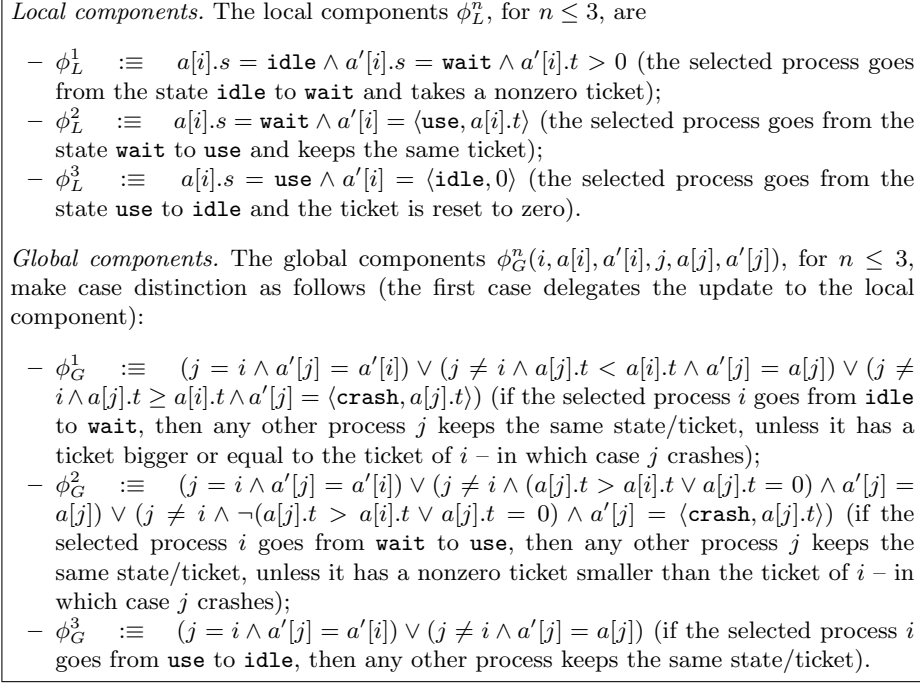 Local components. The local components ϕ_L^n, for n ≤ 3, are
– ϕ_L^1 :≡ a[i].s = idle ∧ a′[i].s = wait ∧ a′[i].t > 0 (the selected process goes
from the state idle to wait and takes a nonzero ticket);
– ϕ_L^2 :≡ a[i].s = wait ∧ a′[i] = ⟨use, a[i].t⟩ (the selected process goes from the
state wait to use and keeps the same ticket);
– ϕ_L^3 :≡ a[i].s = use ∧ a′[i] = ⟨idle, 0⟩ (the selected process goes from the
state use to idle and the ticket is reset to zero).
Global components. The global components ϕ_G^n(i, a[i], a′[i], j, a[j], a′[j]), for n ≤ 3,
make case distinction as follows (the first case delegates the update to the local
component):
– ϕ_G^1 :≡ (j = i ∧ a′[j] = a′[i]) ∨ (j ≠ i ∧ a[j].t < a[i].t ∧ a′[j] = a[j]) ∨ (j ≠
i ∧ a[j].t ≥ a[i].t ∧ a′[j] = ⟨crash, a[j].t⟩) (if the selected process i goes from idle
to wait, then any other process j keeps the same state/ticket, unless it has a
ticket bigger or equal to the ticket of i – in which case j crashes);
– ϕ_G^2 :≡ (j = i ∧ a′[j] = a′[i]) ∨ (j ≠ i ∧ (a[j].t > a[i].t ∨ a[j].t = 0) ∧ a′[j] =
a[j]) ∨ (j ≠ i ∧ ¬(a[j].t > a[i].t ∨ a[j].t = 0) ∧ a′[j] = ⟨crash, a[j].t⟩) (if the
selected process i goes from wait to use, then any other process j keeps the
same state/ticket, unless it has a nonzero ticket smaller than the ticket of i – in
which case j crashes);
– ϕ_G^3 :≡ (j = i ∧ a′[j] = a′[i]) ∨ (j ≠ i ∧ a′[j] = a[j]) (if the selected process i
goes from use to idle, then any other process keeps the same state/ticket).